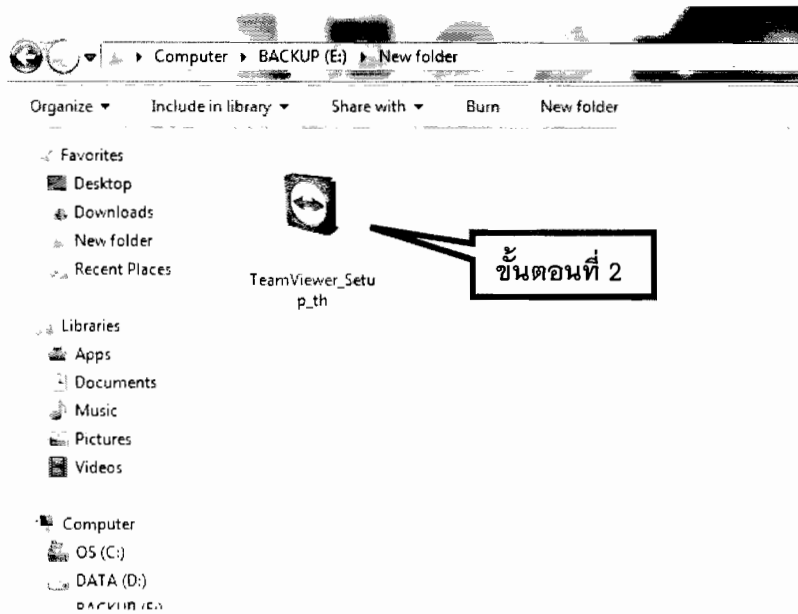 Computer ▸ BACKUP (E:) ▸ New folder
Organize ▾ Include in library ▾ Share with ▾ Burn New folder
Favorites
Desktop
Downloads
New folder
Recent Places
TeamViewer_Setu
p_th
ขั้นตอนที่ 2
Libraries
Apps
Documents
Music
Pictures
Videos
Computer
OS (C:)
DATA (D:)
BACKUP (E:)